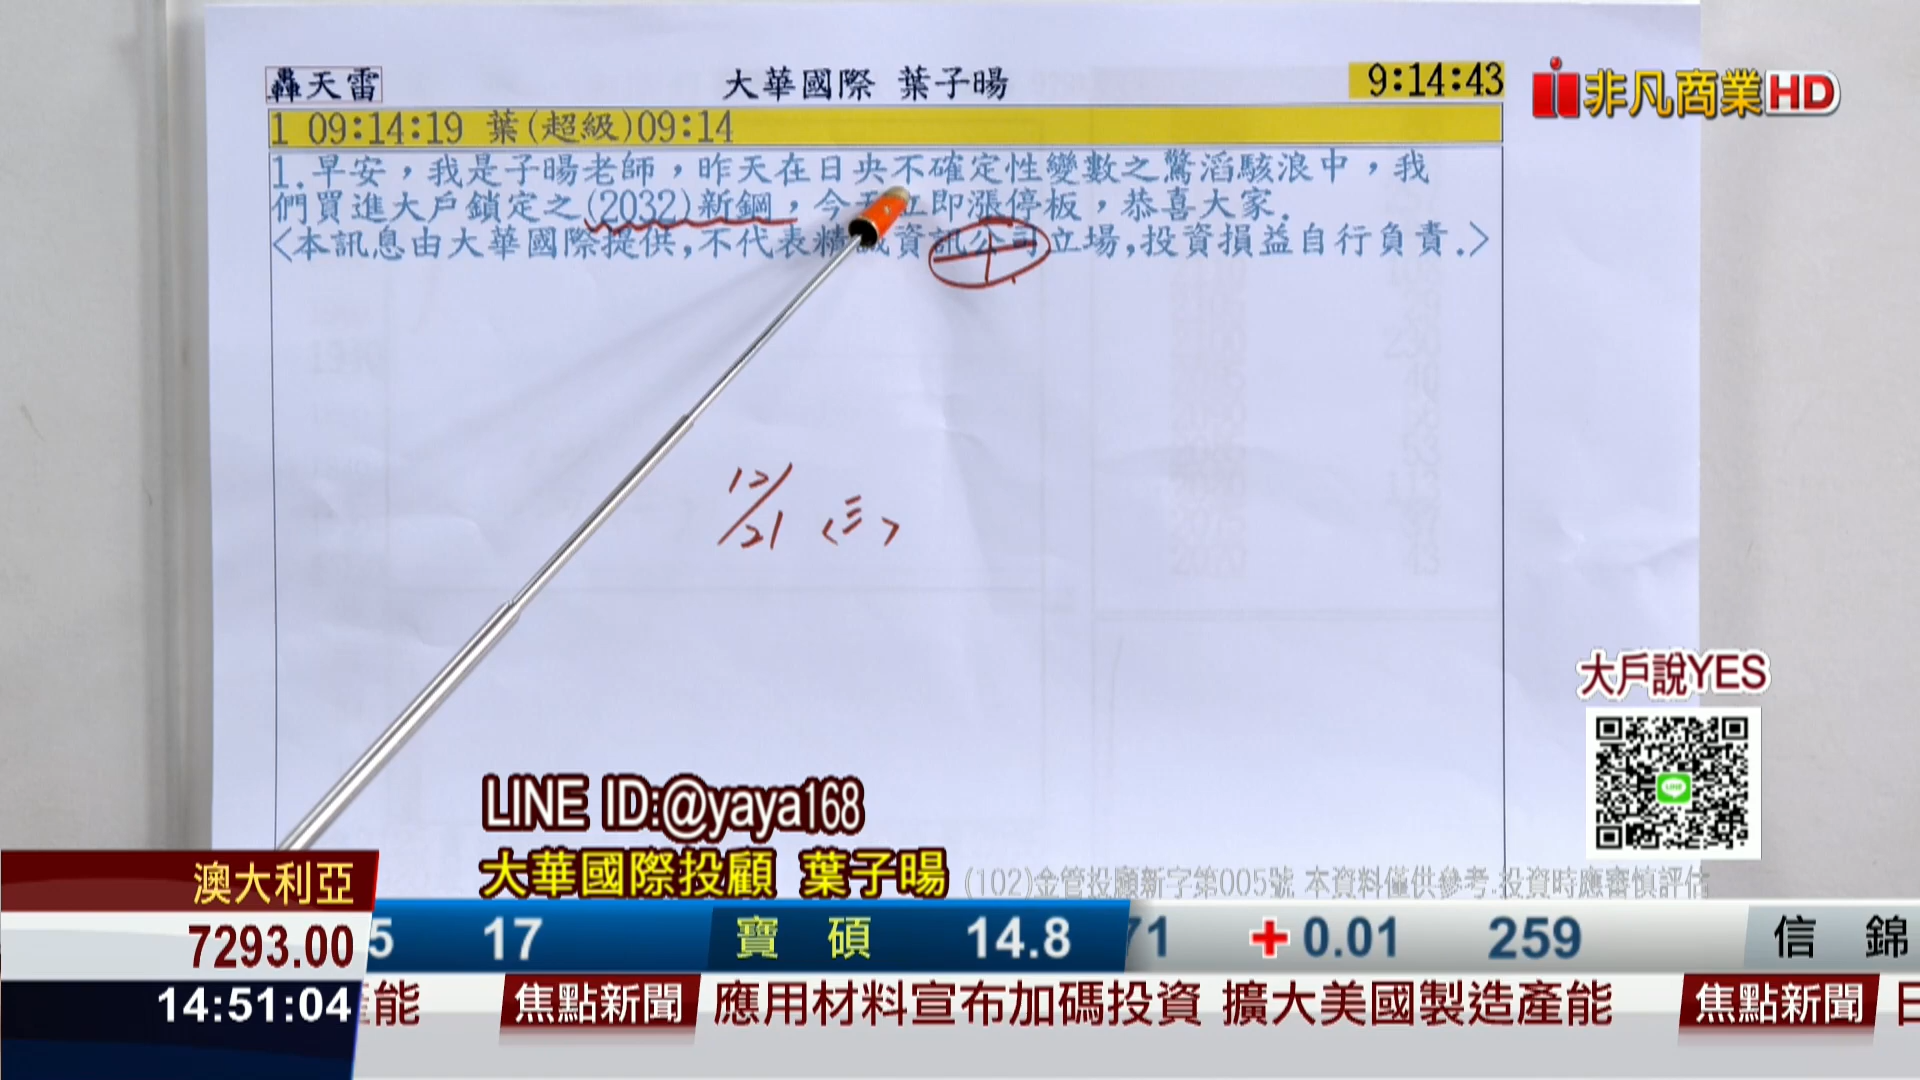 轟天雷
大華國際 葉子暘
9:14:43
非凡商業HD
1 09:14:19 葉(超級)09:14
1.早安，我是子暘老師，昨天在日央不確定性變數之驚滔駭浪中，我
們買進大戶鎖定之(2032)新鋼，今天立即漲停板，恭喜大家.
<本訊息由大華國際提供,不代表精誠資訊公司立場,投資損益自行負責.>
12/21 (三)
大戶說YES
LINE
LINE ID:@yaya168
大華國際投顧 葉子暘
(102)金管投顧新字第005號 本資料僅供參考.投資時應審慎評估
澳大利亞
7293.00
14:51:04
5 17 寶碩 14.8 71 +0.01 259 信錦
產能 焦點新聞 應用材料宣布加碼投資 擴大美國製造產能 焦點新聞